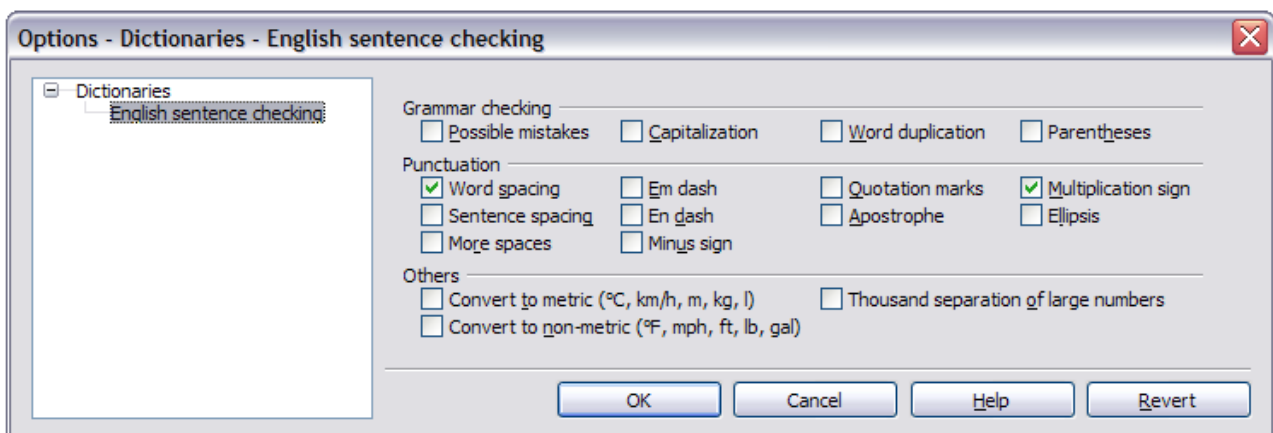 Options - Dictionaries - English sentence checking
Dictionaries
English sentence checking
Grammar checking
Possible mistakes Capitalization Word duplication Parentheses
Punctuation
Word spacing Em dash Quotation marks Multiplication sign
Sentence spacing En dash Apostrophe Ellipsis
More spaces Minus sign
Others
Convert to metric (°C, km/h, m, kg, l) Thousand separation of large numbers
Convert to non-metric (°F, mph, ft, lb, gal)
OK Cancel Help Revert